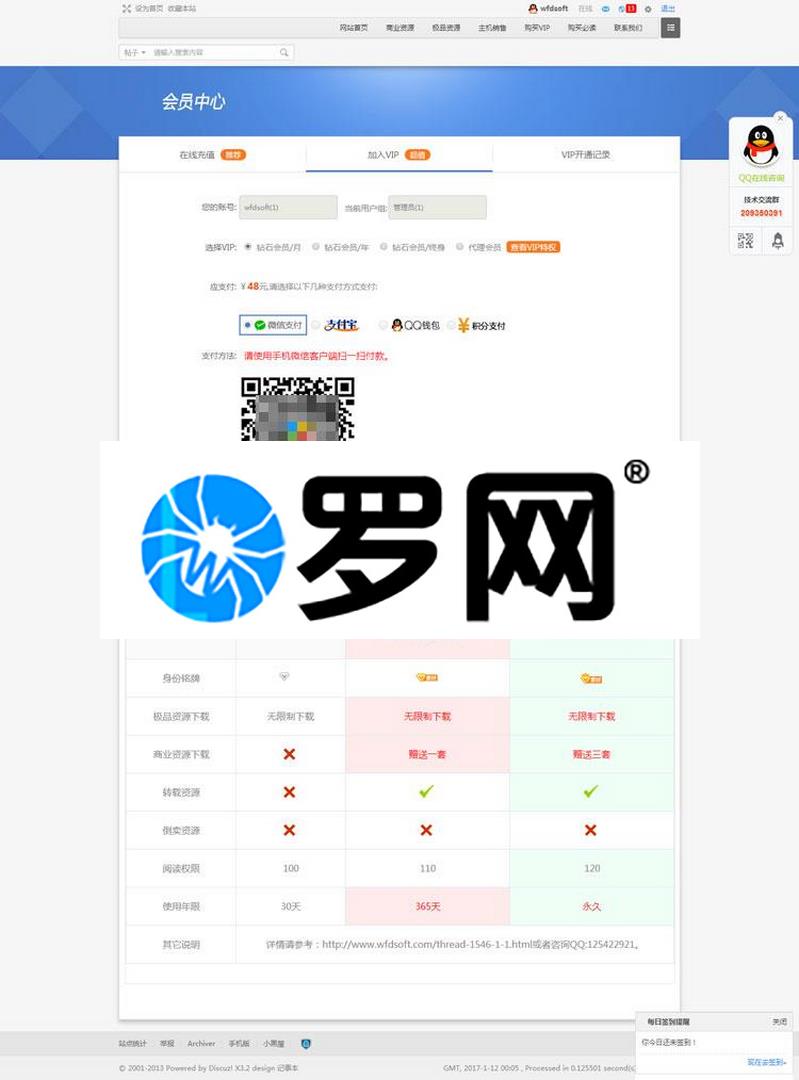 设为首页 收藏本站
wfdsoft 在线 11 退出
网站首页 商业资源 极品资源 主机销售 购买VIP 购买必读 联系我们
帖子 请输入搜索内容
会员中心
在线充值 推荐 加入VIP 超值 VIP开通记录
QQ在线咨询
技术交流群
209350391
您的账号: wfdsoft(1) 当前用户组: 管理员(1)
选择VIP: 钻石会员/月 钻石会员/年 钻石会员/终身 代理会员 查看VIP特权
应支付: ¥48元,请选择以下几种支付方式支付:
微信支付 支付宝 QQ钱包 积分支付
支付方法: 请使用手机微信客户端扫一扫付款。
罗网®
身份铭牌
极品资源下载 无限制下载 无限制下载 无限制下载
商业资源下载 赠送一套 赠送三套
转载资源
倒卖资源
阅读权限 100 110 120
使用年限 30天 365天 永久
其它说明 详情请参考：http://www.wfdsoft.com/thread-1546-1-1.html或者咨询QQ:125422921。
每日签到提醒 关闭
你今日还未签到！
现在去签到»
站点统计 举报 Archiver 手机版 小黑屋
© 2001-2013 Powered by Discuz! X3.2 design 记事本
GMT, 2017-1-12 00:05 , Processed in 0.125501 second(s